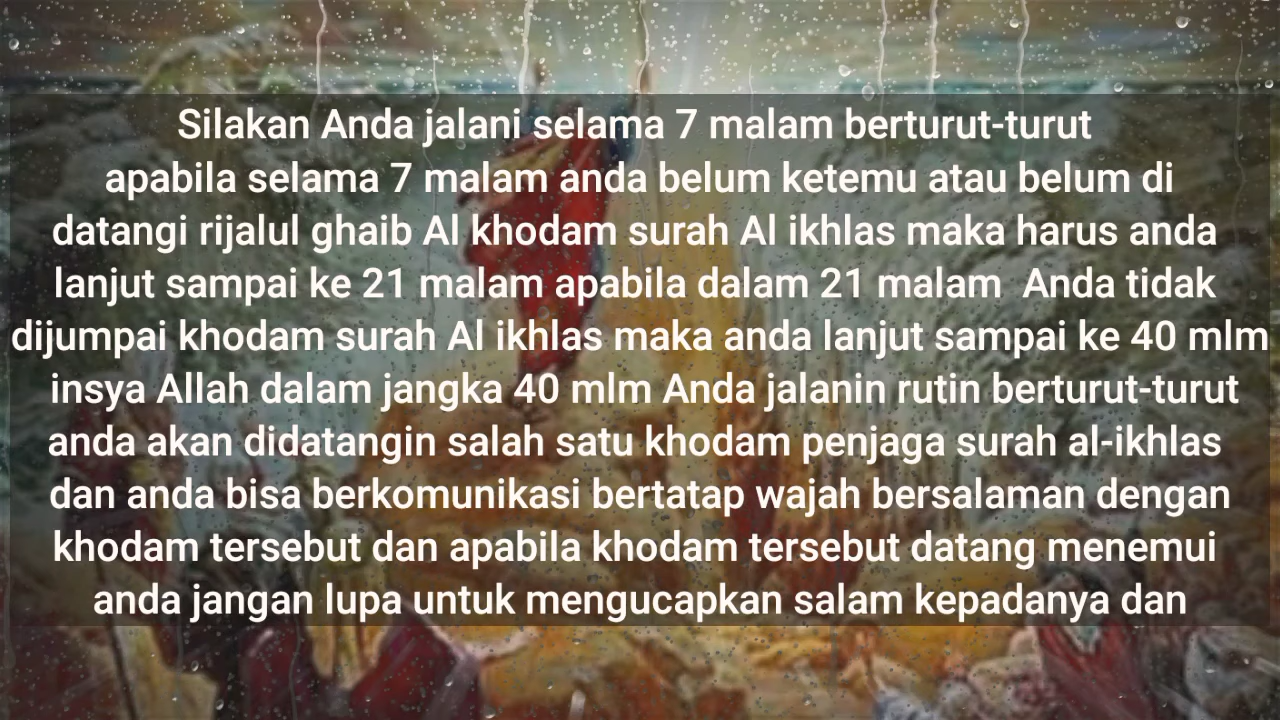 Silakan Anda jalani selama 7 malam berturut-turut
apabila selama 7 malam anda belum ketemu atau belum di
datangi rijalul ghaib Al khodam surah Al ikhlas maka harus anda
lanjut sampai ke 21 malam apabila dalam 21 malam  Anda tidak
dijumpai khodam surah Al ikhlas maka anda lanjut sampai ke 40 mlm
insya Allah dalam jangka 40 mlm Anda jalanin rutin berturut-turut
anda akan didatangin salah satu khodam penjaga surah al-ikhlas
dan anda bisa berkomunikasi bertatap wajah bersalaman dengan
khodam tersebut dan apabila khodam tersebut datang menemui
anda jangan lupa untuk mengucapkan salam kepadanya dan